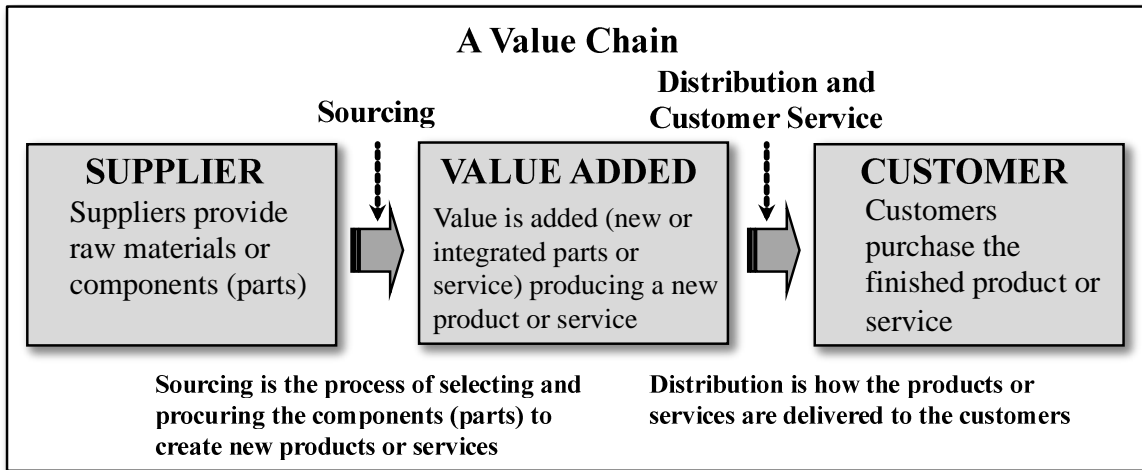 A Value Chain
Sourcing
Distribution and
Customer Service
SUPPLIER
Suppliers provide
raw materials or
components (parts)
VALUE ADDED
Value is added (new or
integrated parts or
service) producing a new
product or service
CUSTOMER
Customers
purchase the
finished product or
service
Sourcing is the process of selecting and
procuring the components (parts) to
create new products or services
Distribution is how the products or
services are delivered to the customers